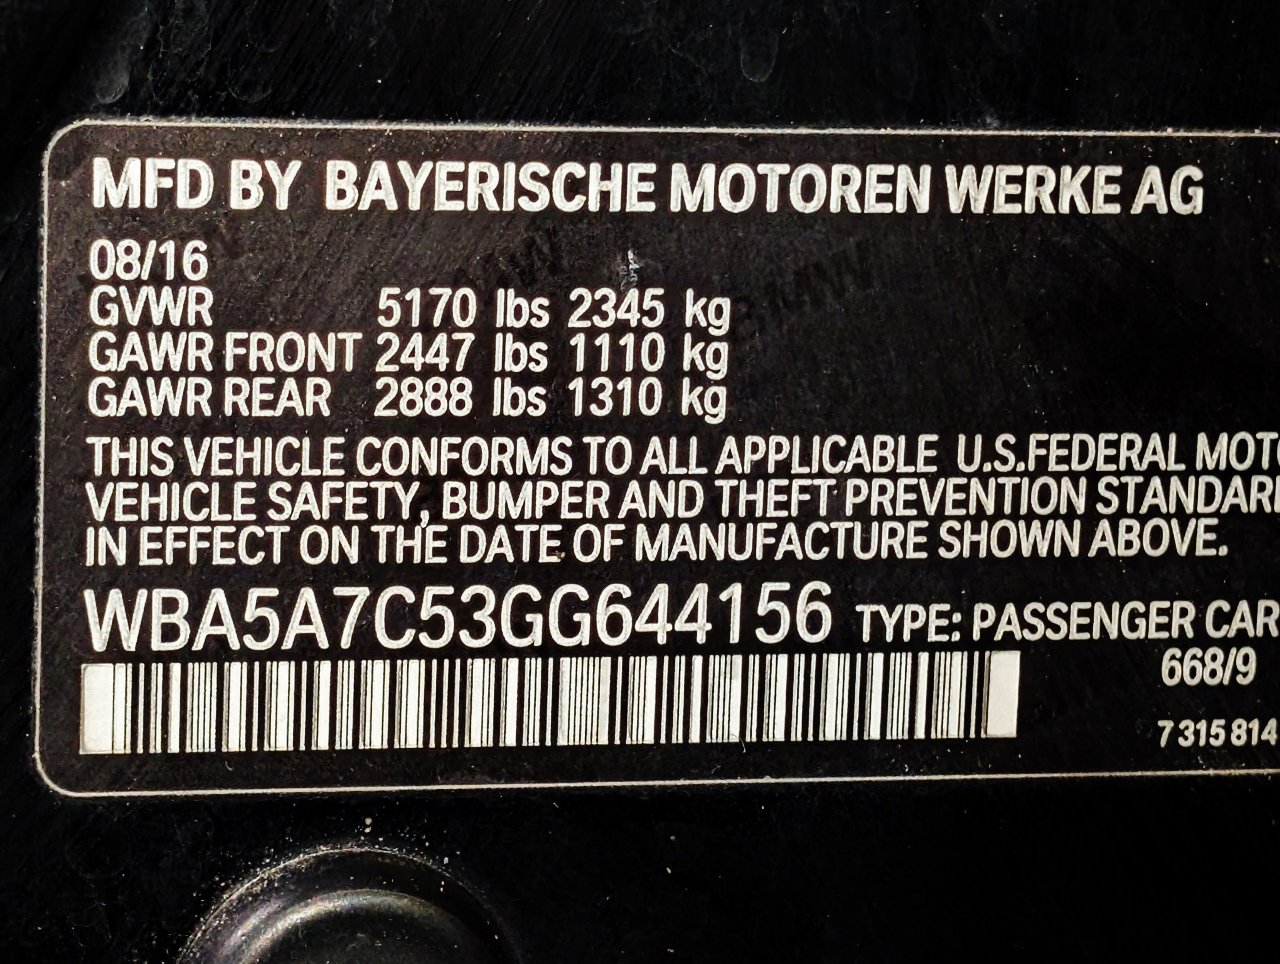 MFD BY BAYERISCHE MOTOREN WERKE AG
08/16
GVWR 5170 lbs 2345 kg
GAWR FRONT 2447 lbs 1110 kg
GAWR REAR 2888 lbs 1310 kg
THIS VEHICLE CONFORMS TO ALL APPLICABLE U.S.FEDERAL MOTO
VEHICLE SAFETY, BUMPER AND THEFT PREVENTION STANDARD
IN EFFECT ON THE DATE OF MANUFACTURE SHOWN ABOVE.
WBA5A7C53GG644156 TYPE: PASSENGER CAR
668/9
7 315 814